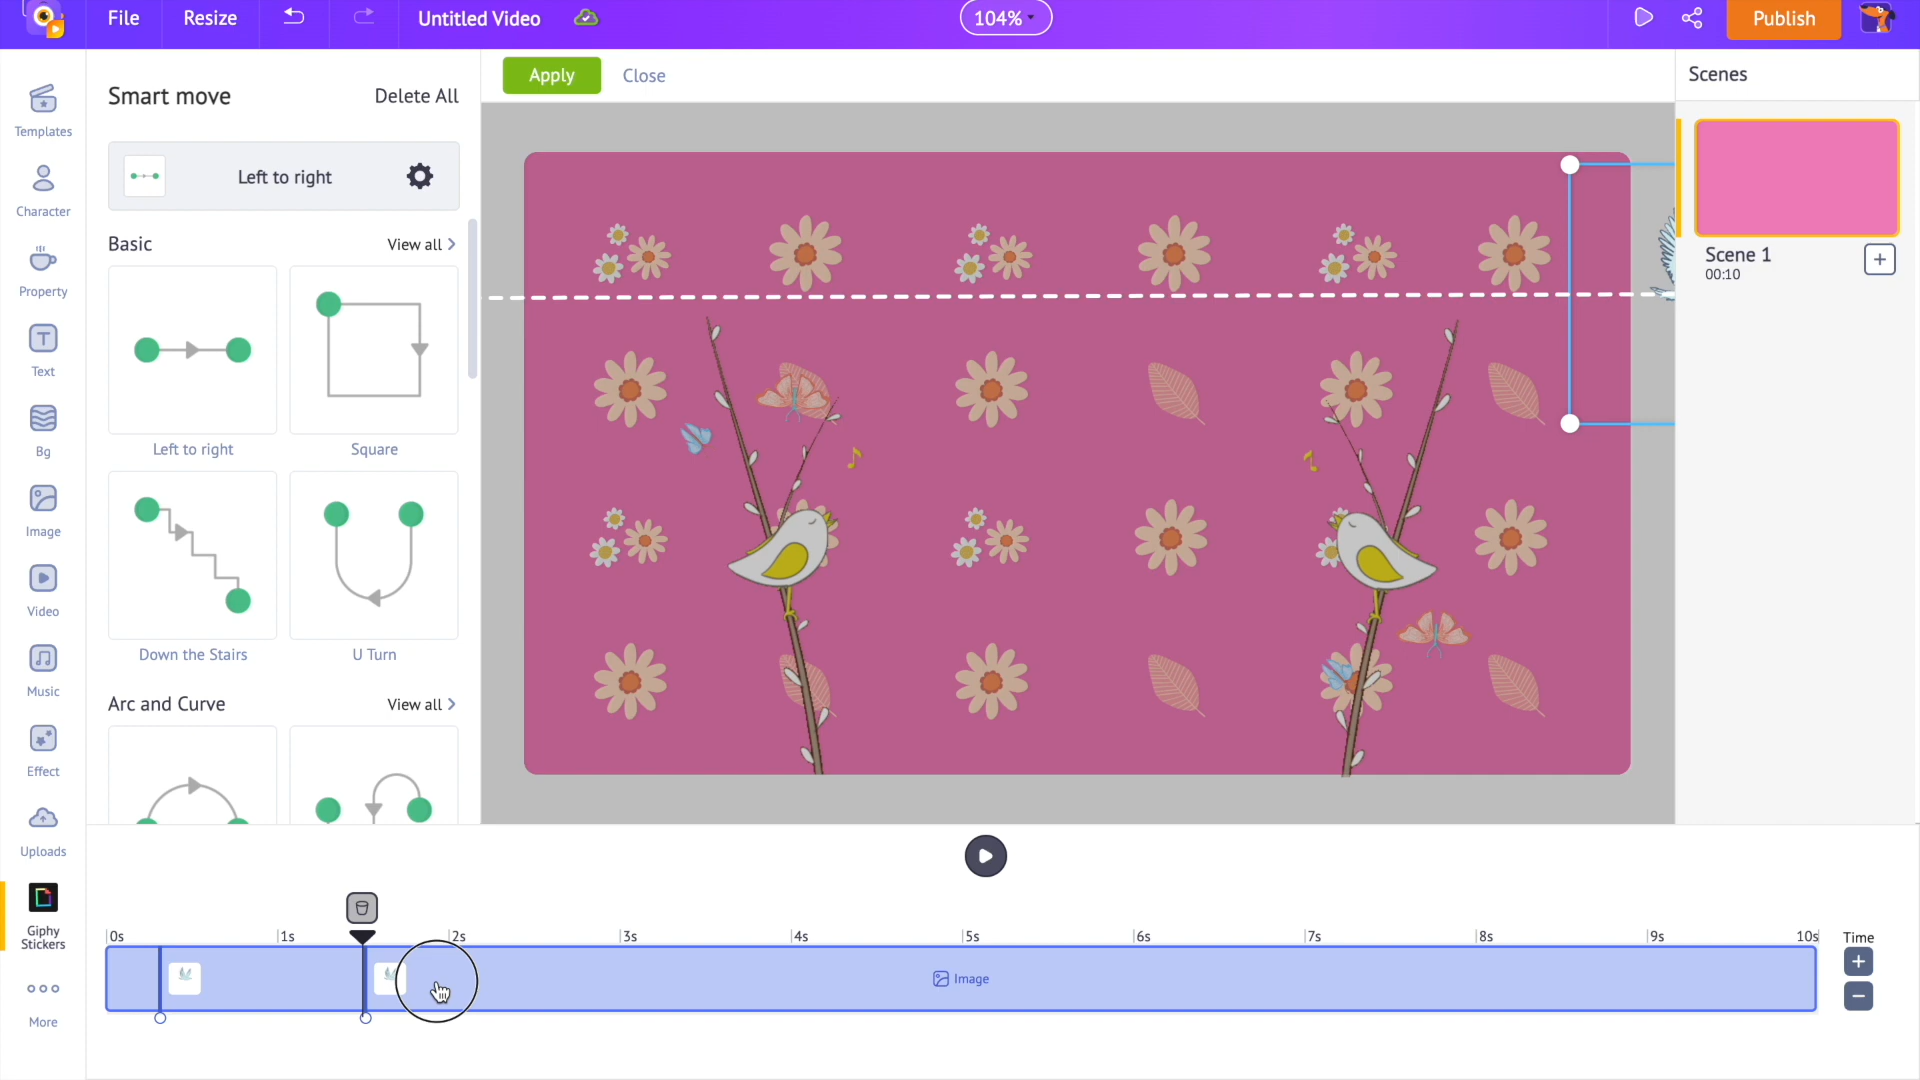 File
Resize
Untitled Video
104%
Publish
Templates
Character
Property
Text
Bg
Image
Video
Music
Effect
Uploads
Giphy
Stickers
More
Smart move
Delete All
Left to right
Basic
View all
Left to right
Square
Down the Stairs
U Turn
Arc and Curve
View all
Apply
Close
Scenes
Scene 1
00:10
0s
1s
2s
3s
4s
5s
6s
7s
8s
9s
10s
Image
Time